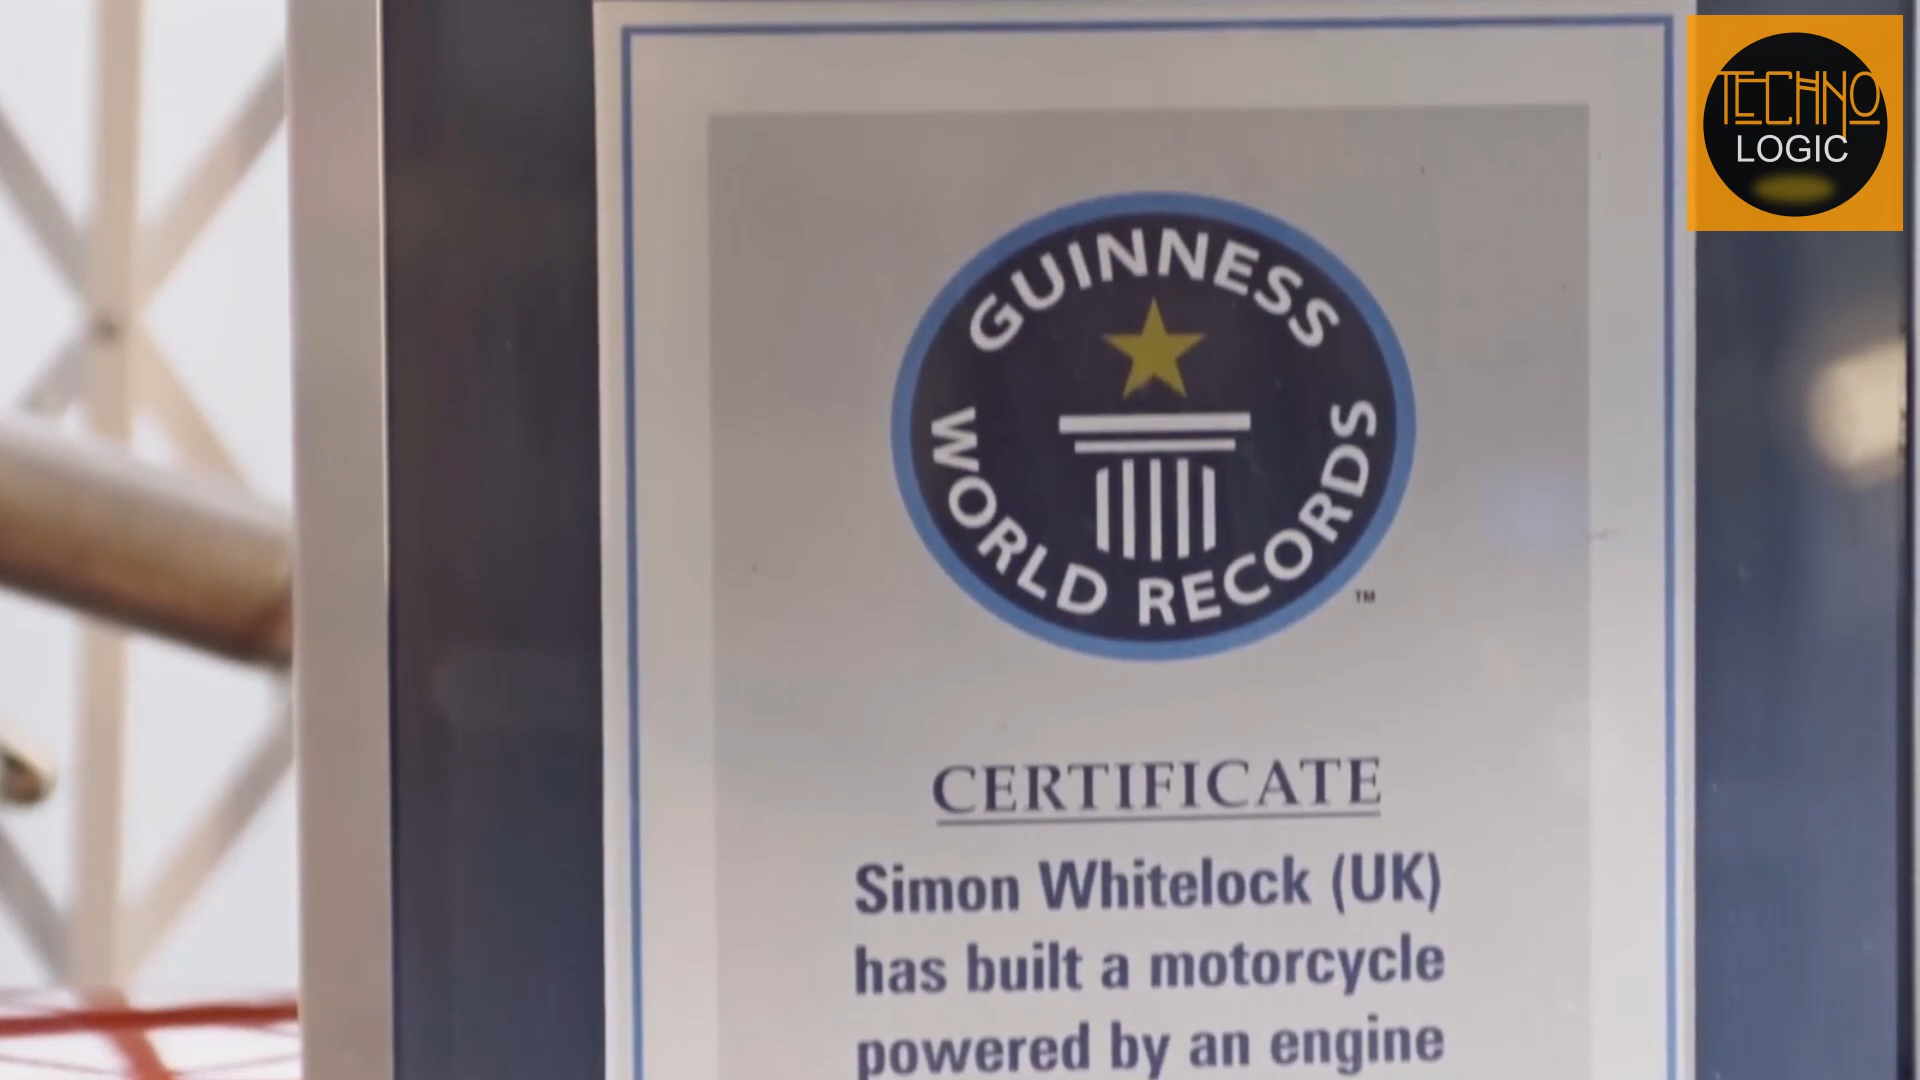 TECHNO
LOGIC
GUINNESS
WORLD RECORDS
TM
CERTIFICATE
Simon Whitelock (UK)
has built a motorcycle
powered by an engine